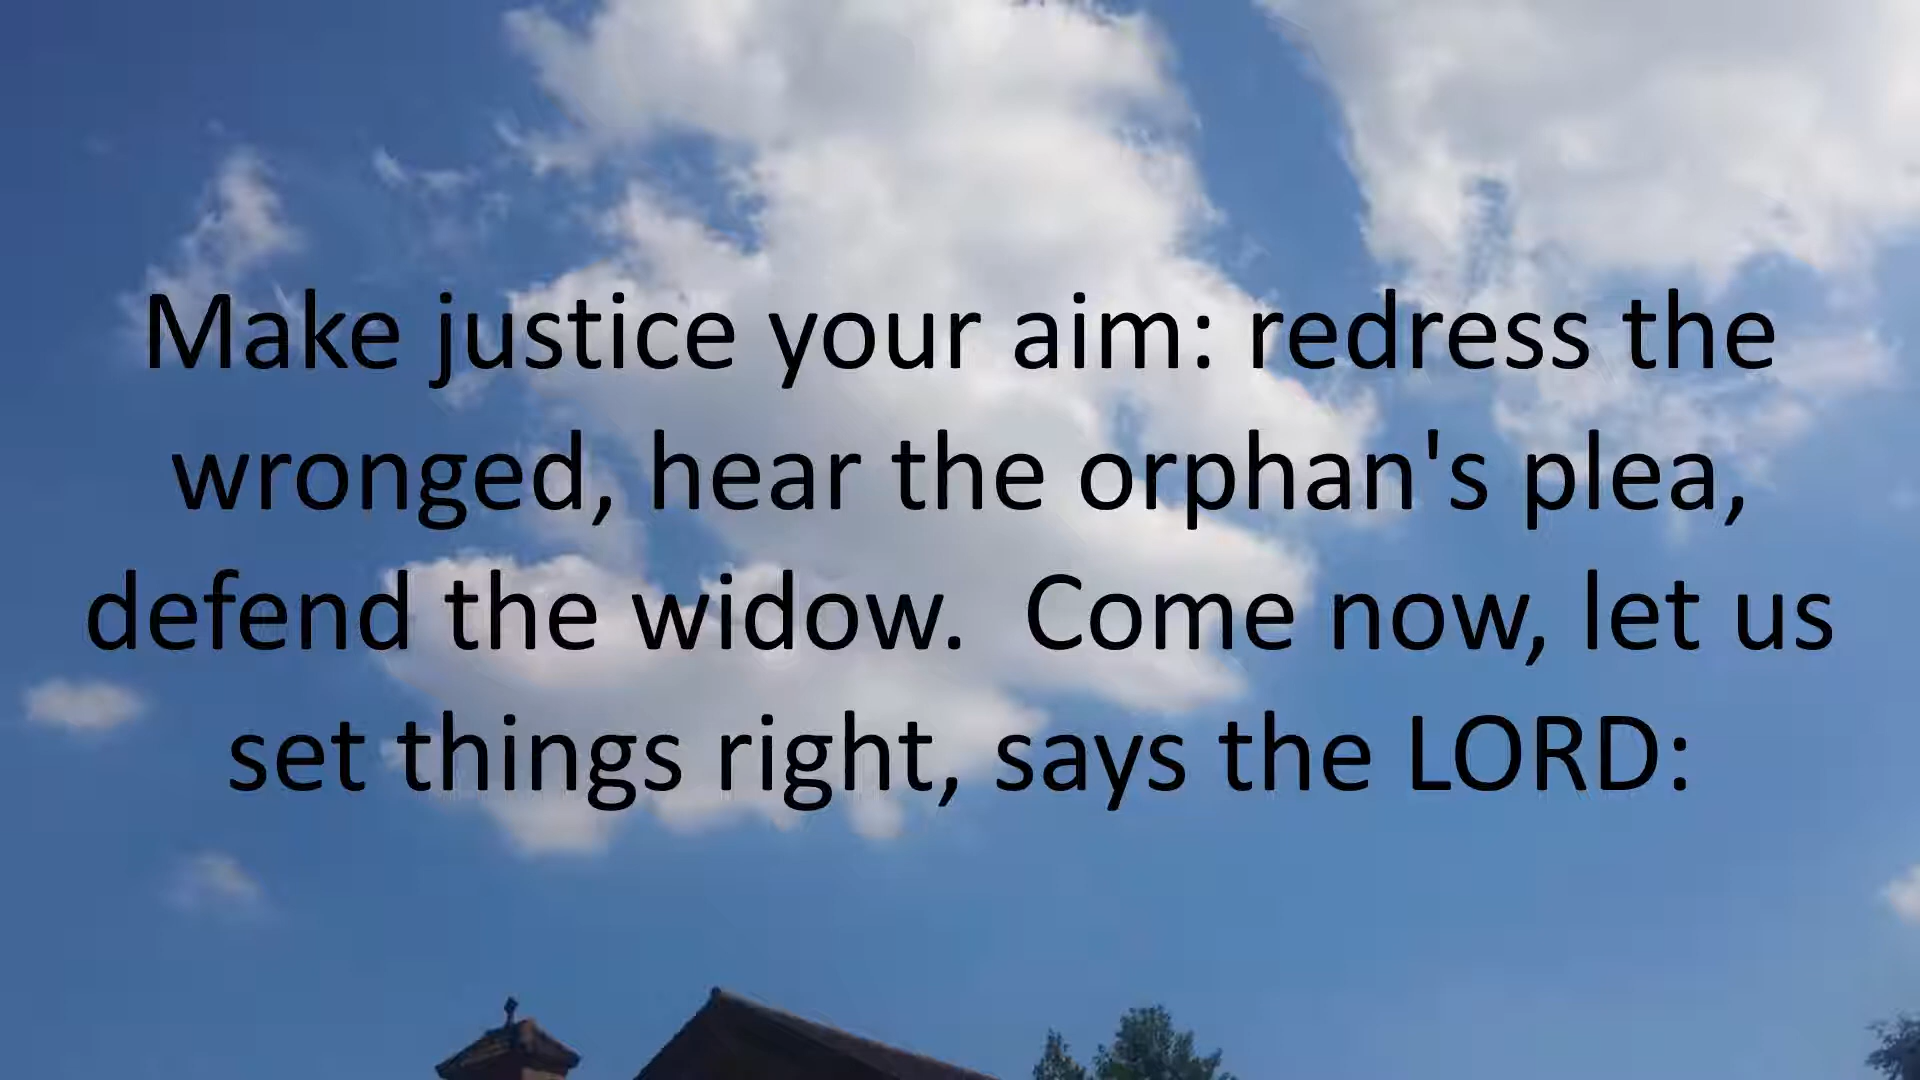 Make justice your aim: redress the
wronged, hear the orphan's plea,
defend the widow.  Come now, let us
set things right, says the LORD: